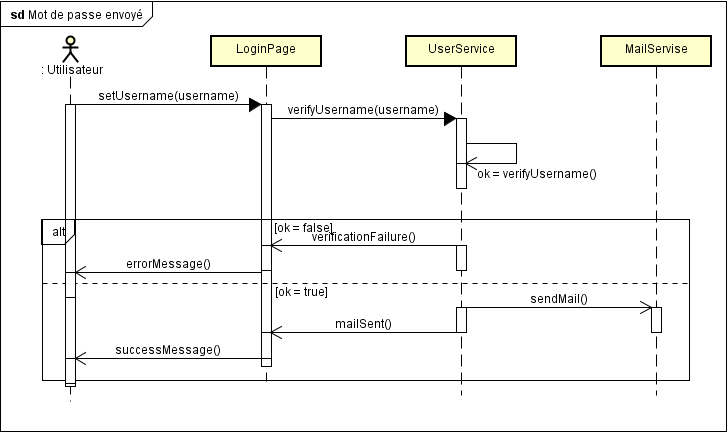 sd Mot de passe envoyé
: Utilisateur
LoginPage
UserService
MailServise
setUsername(username)
verifyUsername(username)
ok = verifyUsername()
alt
[ok = false]
verificationFailure()
errorMessage()
[ok = true]
sendMail()
mailSent()
successMessage()